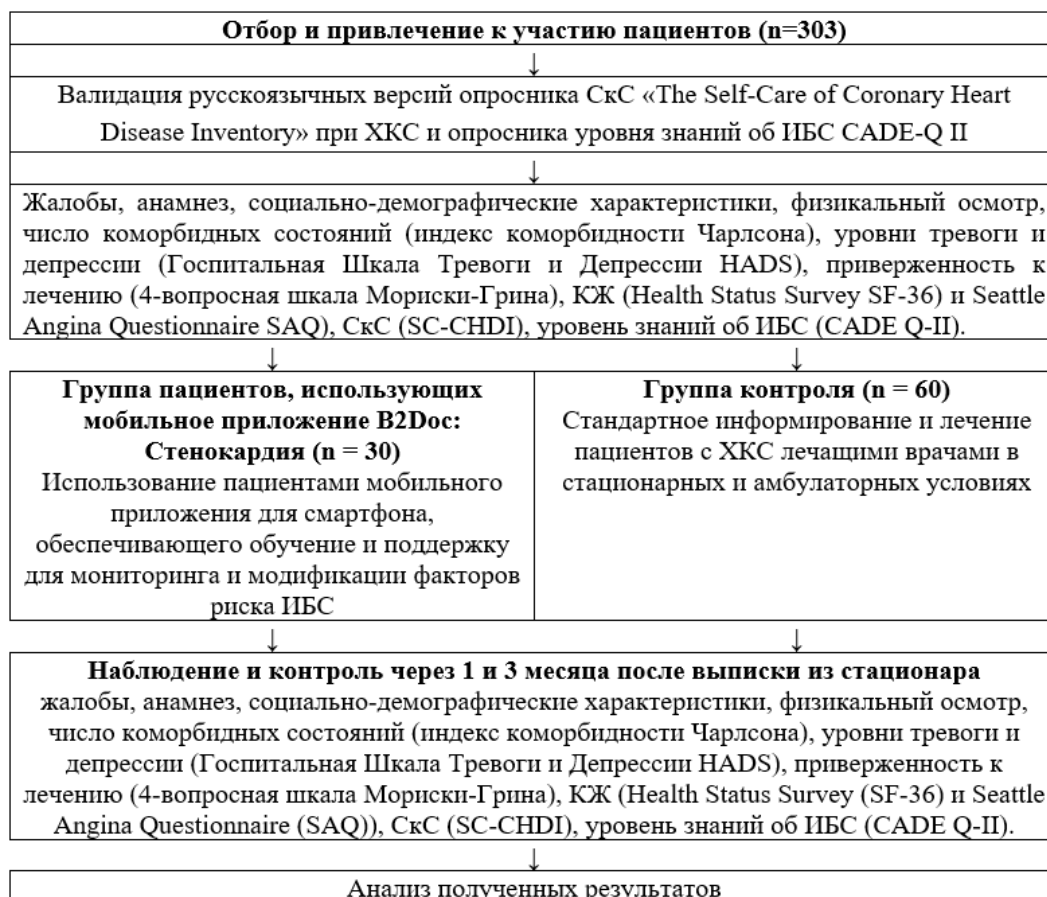 Отбор и привлечение к участию пациентов (n=303)
↓
Валидация русскоязычных версий опросника СкС «The Self-Care of Coronary Heart
Disease Inventory» при ХКС и опросника уровня знаний об ИБС CADE-Q II
↓
Жалобы, анамнез, социально-демографические характеристики, физикальный осмотр,
число коморбидных состояний (индекс коморбидности Чарлсона), уровни тревоги и
депрессии (Госпитальная Шкала Тревоги и Депрессии HADS), приверженность к
лечению (4-вопросная шкала Мориски-Грина), КЖ (Health Status Survey SF-36) и Seattle
Angina Questionnaire SAQ), СкС (SC-CHDI), уровень знаний об ИБС (CADE Q-II).
↓ ↓
Группа пациентов, использующих
мобильное приложение B2Doc:
Стенокардия (n = 30)
Использование пациентами мобильного
приложения для смартфона,
обеспечивающего обучение и поддержку
для мониторинга и модификации факторов
риска ИБС
Группа контроля (n = 60)
Стандартное информирование и лечение
пациентов с ХКС лечащими врачами в
стационарных и амбулаторных условиях
↓ ↓
Наблюдение и контроль через 1 и 3 месяца после выписки из стационара
жалобы, анамнез, социально-демографические характеристики, физикальный осмотр,
число коморбидных состояний (индекс коморбидности Чарлсона), уровни тревоги и
депрессии (Госпитальная Шкала Тревоги и Депрессии HADS), приверженность к
лечению (4-вопросная шкала Мориски-Грина), КЖ (Health Status Survey (SF-36) и Seattle
Angina Questionnaire (SAQ)), СкС (SC-CHDI), уровень знаний об ИБС (CADE Q-II).
↓
Анализ полученных результатов